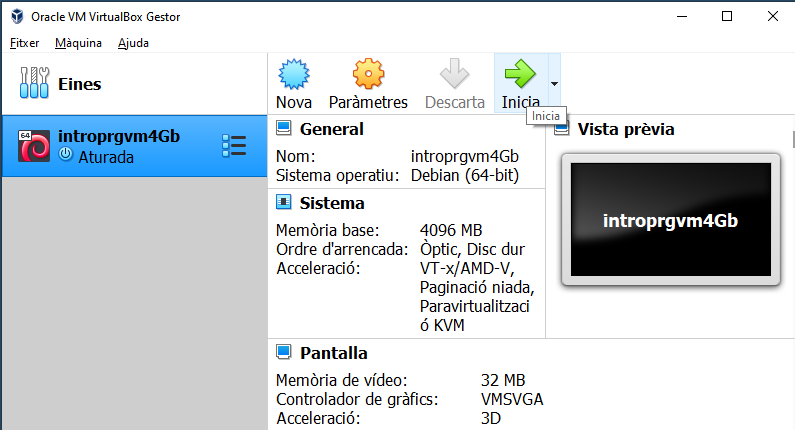 Oracle VM VirtualBox Gestor
Fitxer Màquina Ajuda
Eines
Nova Paràmetres Descarta Inicia
Inicia
64
introprgvm4Gb
Aturada
General
Nom: introprgvm4Gb
Sistema operatiu: Debian (64-bit)
Sistema
Memòria base: 4096 MB
Ordre d'arrencada: Òptic, Disc dur
Acceleració: VT-x/AMD-V,
Paginació niada,
Paravirtualitzaci
ó KVM
Pantalla
Memòria de vídeo: 32 MB
Controlador de gràfics: VMSVGA
Acceleració: 3D
Vista prèvia
introprgvm4Gb